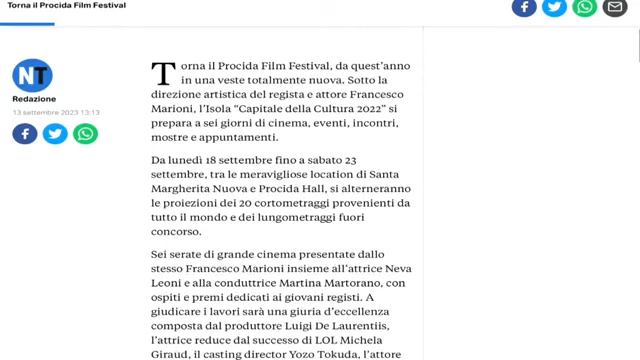 Torna il Procida Film Festival
NT
Redazione
13 settembre 2023 13:13
Torna il Procida Film Festival, da quest’anno
in una veste totalmente nuova. Sotto la
direzione artistica del regista e attore Francesco
Marioni, l’Isola “Capitale della Cultura 2022” si
prepara a sei giorni di cinema, eventi, incontri,
mostre e appuntamenti.
Da lunedì 18 settembre fino a sabato 23
settembre, tra le meravigliose location di Santa
Margherita Nuova e Procida Hall, si alterneranno
le proiezioni dei 20 cortometraggi provenienti da
tutto il mondo e dei lungometraggi fuori
concorso.
Sei serate di grande cinema presentate dallo
stesso Francesco Marioni insieme all’attrice Neva
Leoni e alla conduttrice Martina Martorano, con
ospiti e premi dedicati ai giovani registi. A
giudicare i lavori sarà una giuria d’eccellenza
composta dal produttore Luigi De Laurentiis,
l’attrice reduce dal successo di LOL Michela
Giraud, il casting director Yozo Tokuda, l’attore